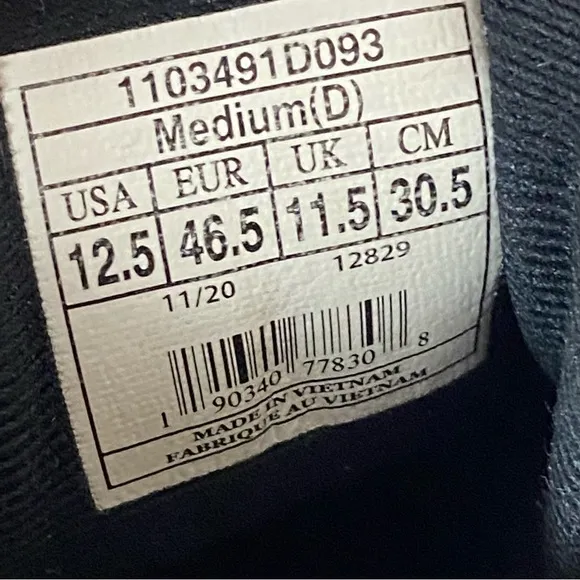 1103491D093
Medium(D)
USA EUR UK CM
12.5 46.5 11.5 30.5
11/20 12829
1 90340 77830 8
MADE IN VIETNAM
FABRIQUE AU VIETNAM